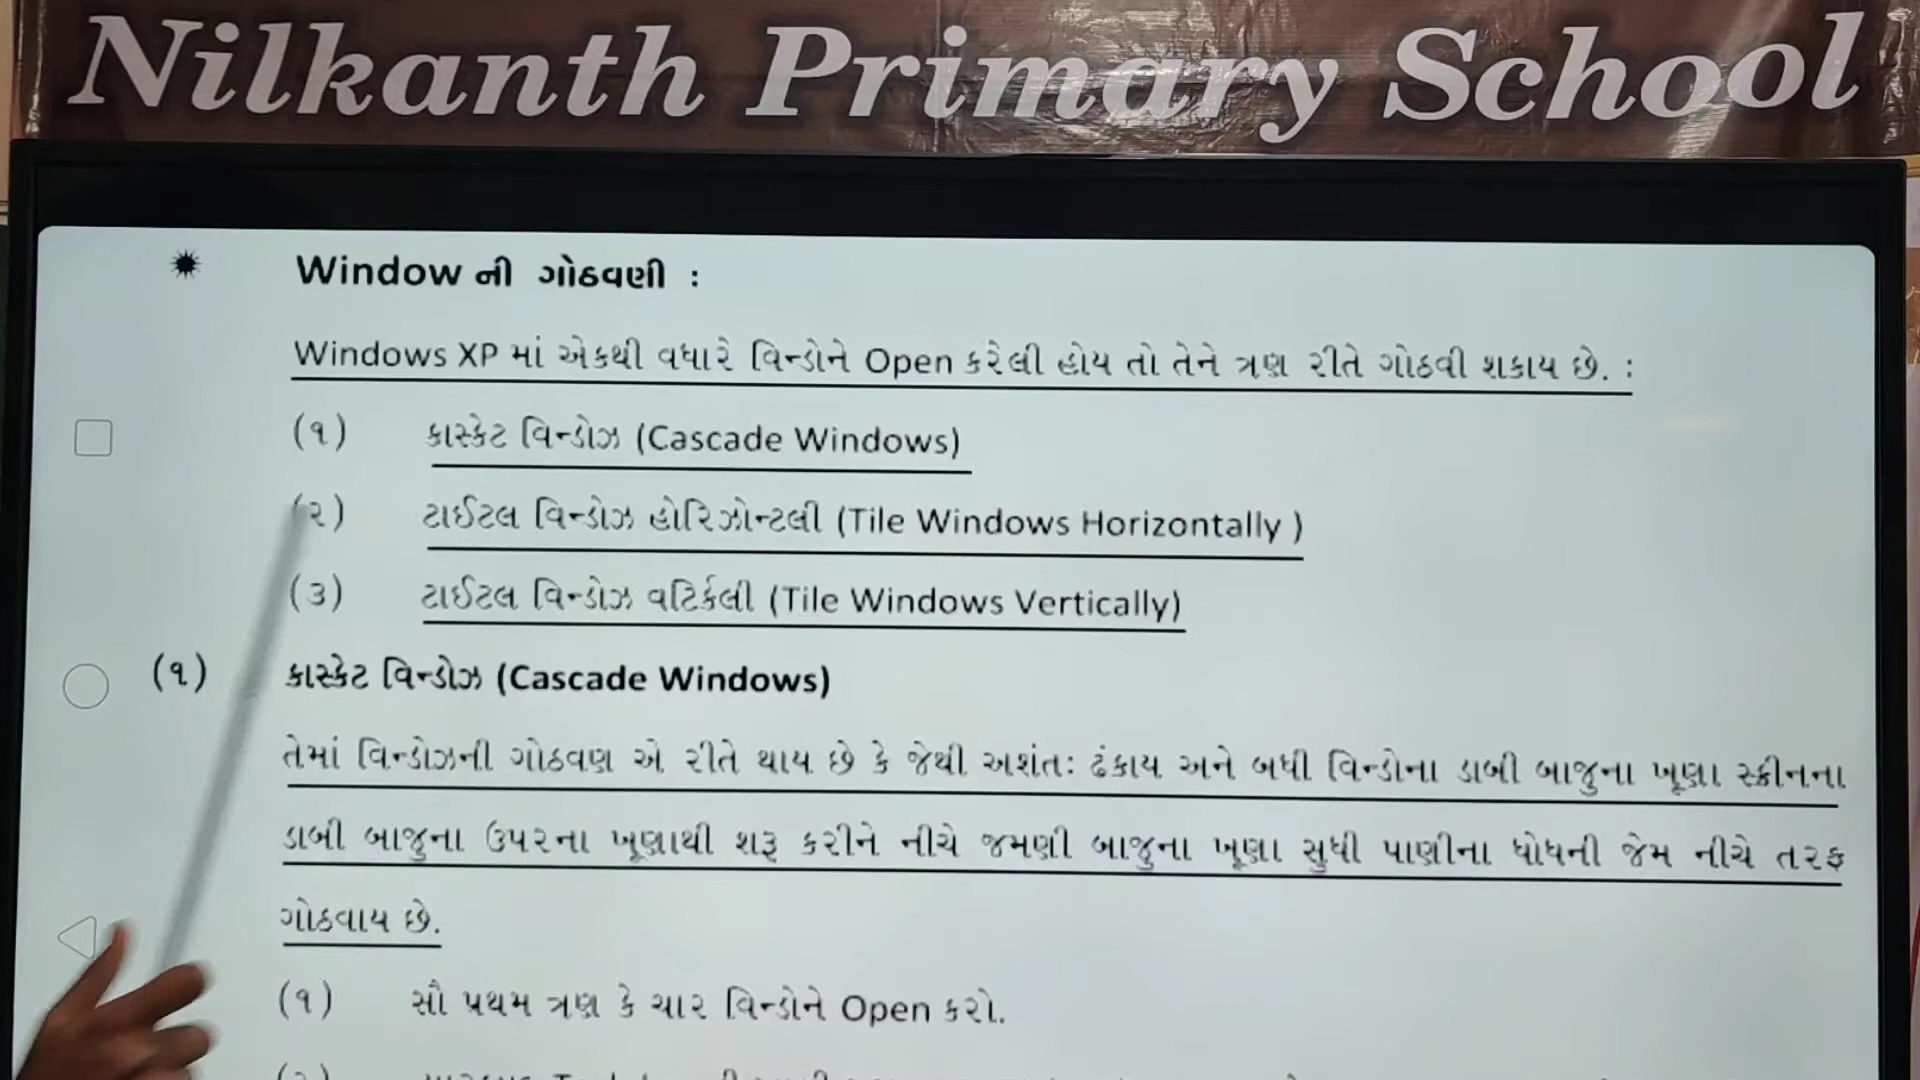 Nilkanth Primary School
Window ની ગોઠવણી :
Windows XP માં એકથી વધારે વિન્ડોને Open કરેલી હોય તો તેને ત્રણ રીતે ગોઠવી શકાય છે. :
(૧) કાસ્કેટ વિન્ડોઝ (Cascade Windows)
(૨) ટાઈટલ વિન્ડોઝ હોરિઝોન્ટલી (Tile Windows Horizontally )
(૩) ટાઈટલ વિન્ડોઝ વર્ટિકલી (Tile Windows Vertically)
(૧) કાસ્કેટ વિન્ડોઝ (Cascade Windows)
તેમાં વિન્ડોઝની ગોઠવણ એ રીતે થાય છે કે જેથી અશંતઃ ઢંકાય અને બધી વિન્ડોના ડાબી બાજુના ખૂણા સ્ક્રીનના
ડાબી બાજુના ઉપરના ખૂણાથી શરૂ કરીને નીચે જમણી બાજુના ખૂણા સુધી પાણીના ધોધની જેમ નીચે તરફ
ગોઠવાય છે.
(૧) સૌ પ્રથમ ત્રણ કે ચાર વિન્ડોને Open કરો.